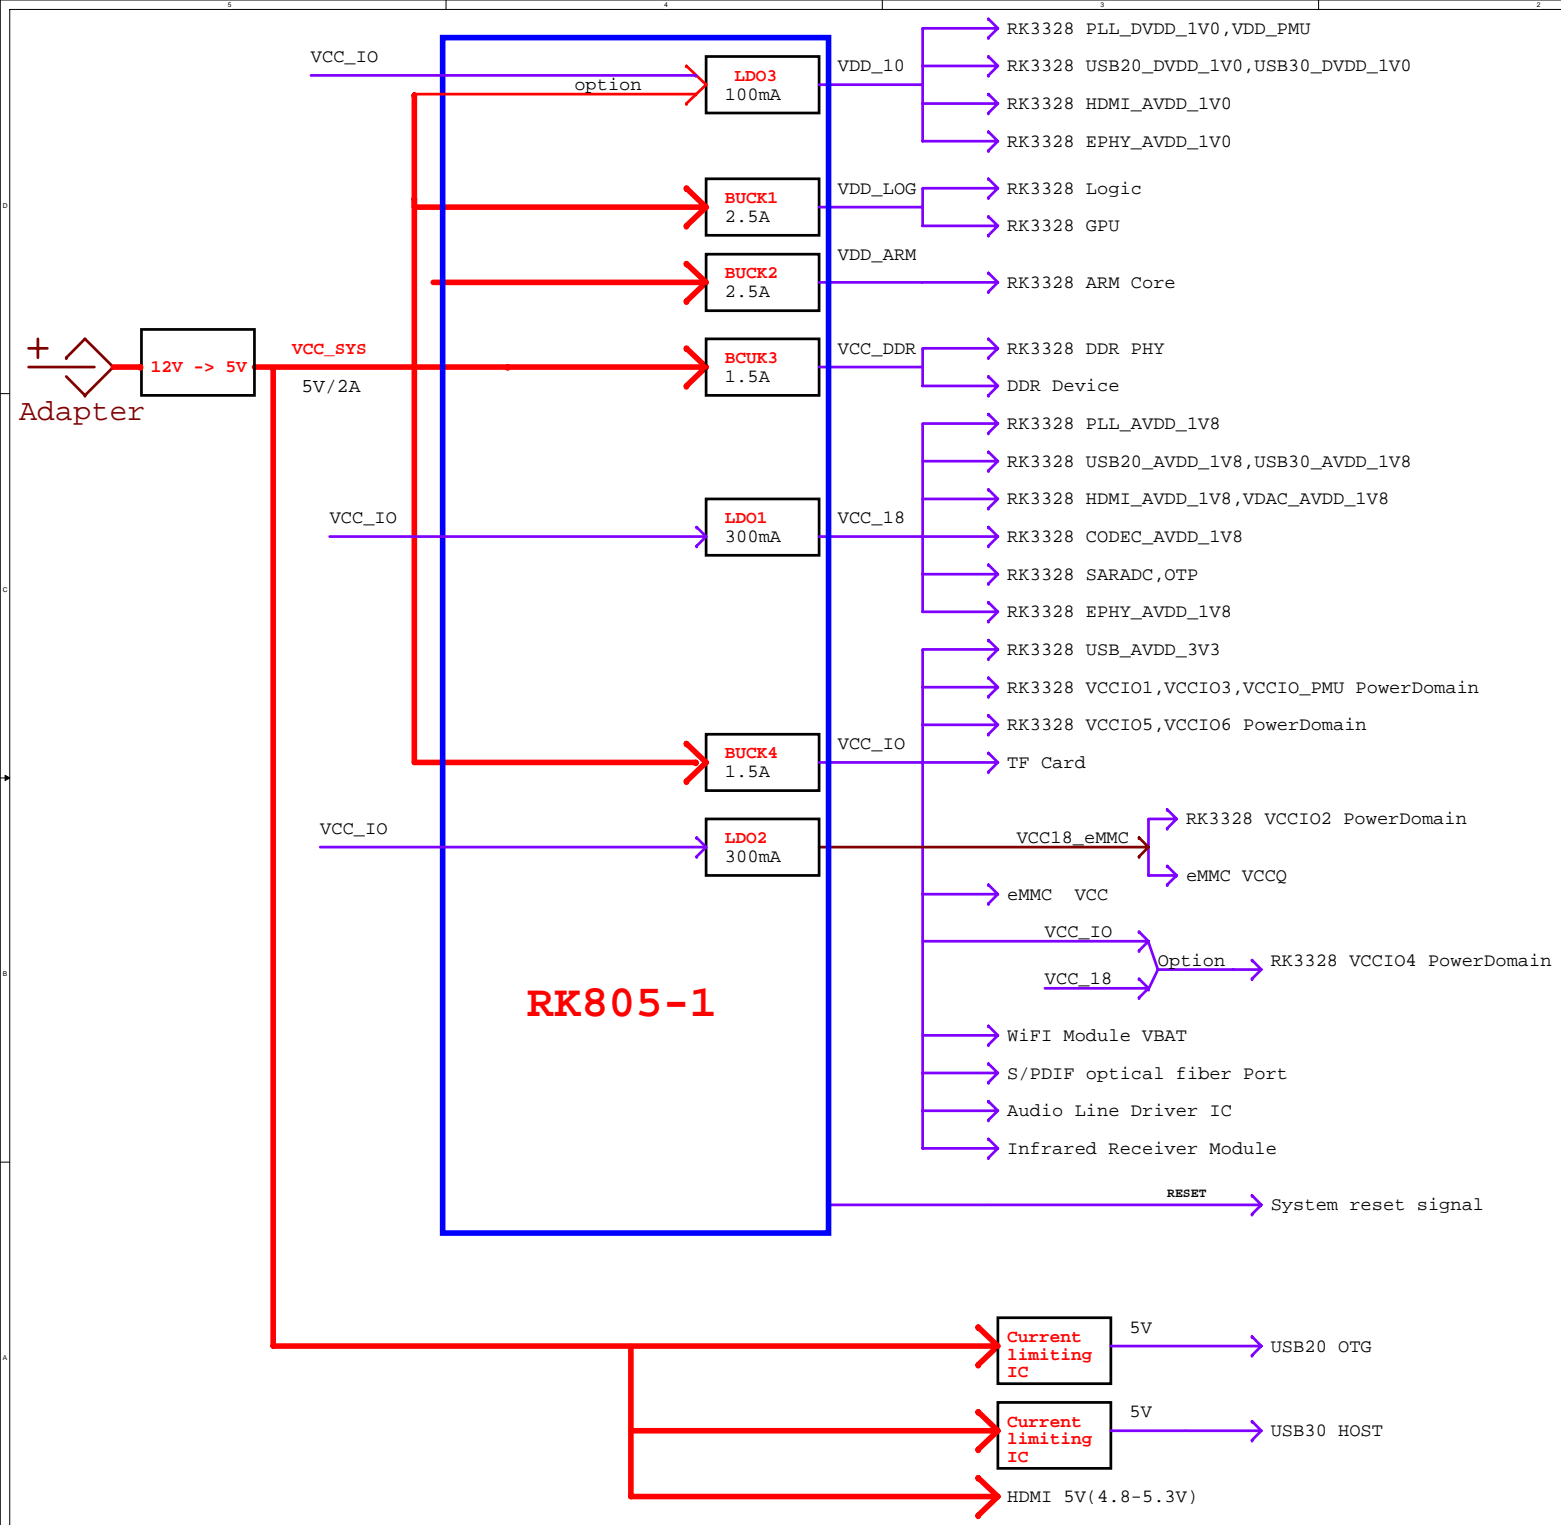 5
4
3
2
VCC_IO
option
LDO3
100mA
VDD_10
RK3328 PLL_DVDD_1V0,VDD_PMU
RK3328 USB20_DVDD_1V0,USB30_DVDD_1V0
RK3328 HDMI_AVDD_1V0
RK3328 EPHY_AVDD_1V0
D
BUCK1
2.5A
VDD_LOG
RK3328 Logic
RK3328 GPU
BUCK2
2.5A
VDD_ARM
RK3328 ARM Core
+
Adapter
12V -> 5V
VCC_SYS
5V/2A
BCUK3
1.5A
VCC_DDR
RK3328 DDR PHY
DDR Device
VCC_IO
LDO1
300mA
VCC_18
RK3328 PLL_AVDD_1V8
RK3328 USB20_AVDD_1V8,USB30_AVDD_1V8
RK3328 HDMI_AVDD_1V8,VDAC_AVDD_1V8
RK3328 CODEC_AVDD_1V8
RK3328 SARADC,OTP
RK3328 EPHY_AVDD_1V8
C
BUCK4
1.5A
VCC_IO
RK3328 USB_AVDD_3V3
RK3328 VCCIO1,VCCIO3,VCCIO_PMU PowerDomain
RK3328 VCCIO5,VCCIO6 PowerDomain
TF Card
VCC_IO
LDO2
300mA
VCC18_eMMC
RK3328 VCCIO2 PowerDomain
eMMC VCCQ
eMMC  VCC
VCC_IO
VCC_18
Option
RK3328 VCCIO4 PowerDomain
B
RK805-1
WiFI Module VBAT
S/PDIF optical fiber Port
Audio Line Driver IC
Infrared Receiver Module
RESET
System reset signal
A
Current
limiting
IC
5V
USB20 OTG
Current
limiting
IC
5V
USB30 HOST
HDMI 5V(4.8-5.3V)